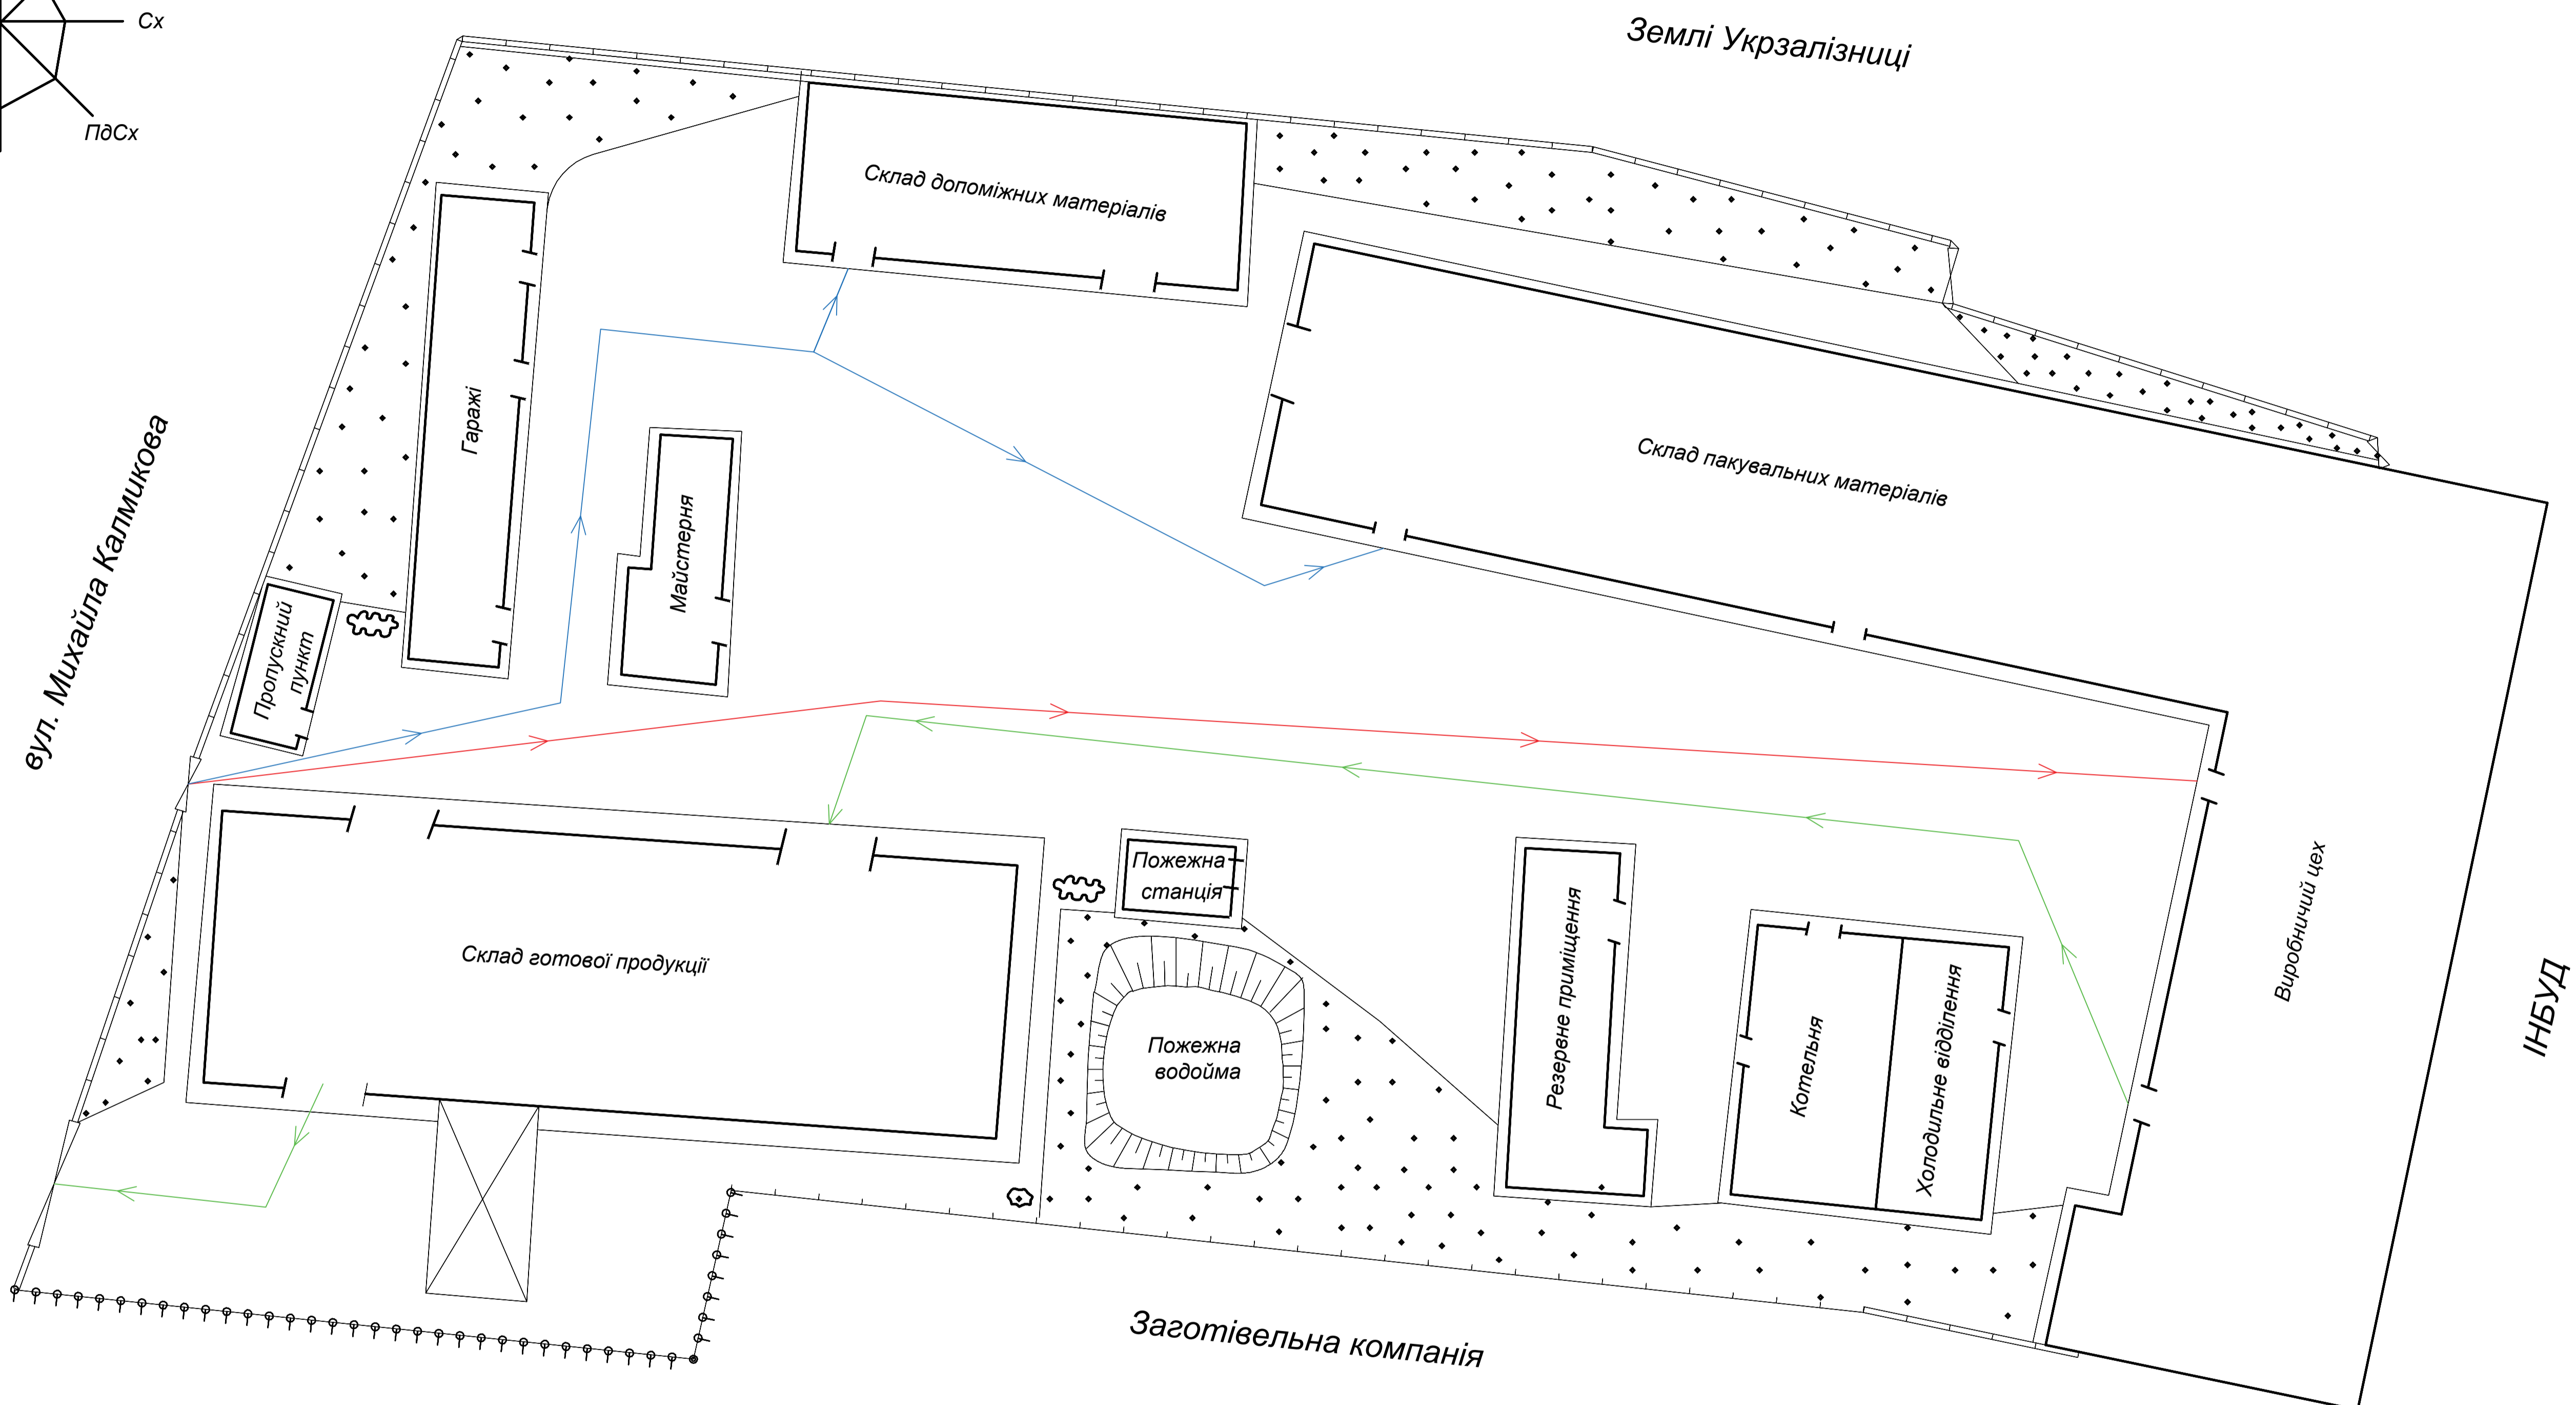 Сх
ПдСх
Землі Укрзалізниці
Склад допоміжних матеріалів
Гаражі
Склад пакувальних матеріалів
вул. Михайла Калмикова
Майстерня
Пропускний
пункт
Пожежна
станція
Склад готової продукції
Пожежна
водойма
Резервне приміщення
Котельня
Холодильне відділення
Виробничий цех
ІНБУД
Заготівельна компанія